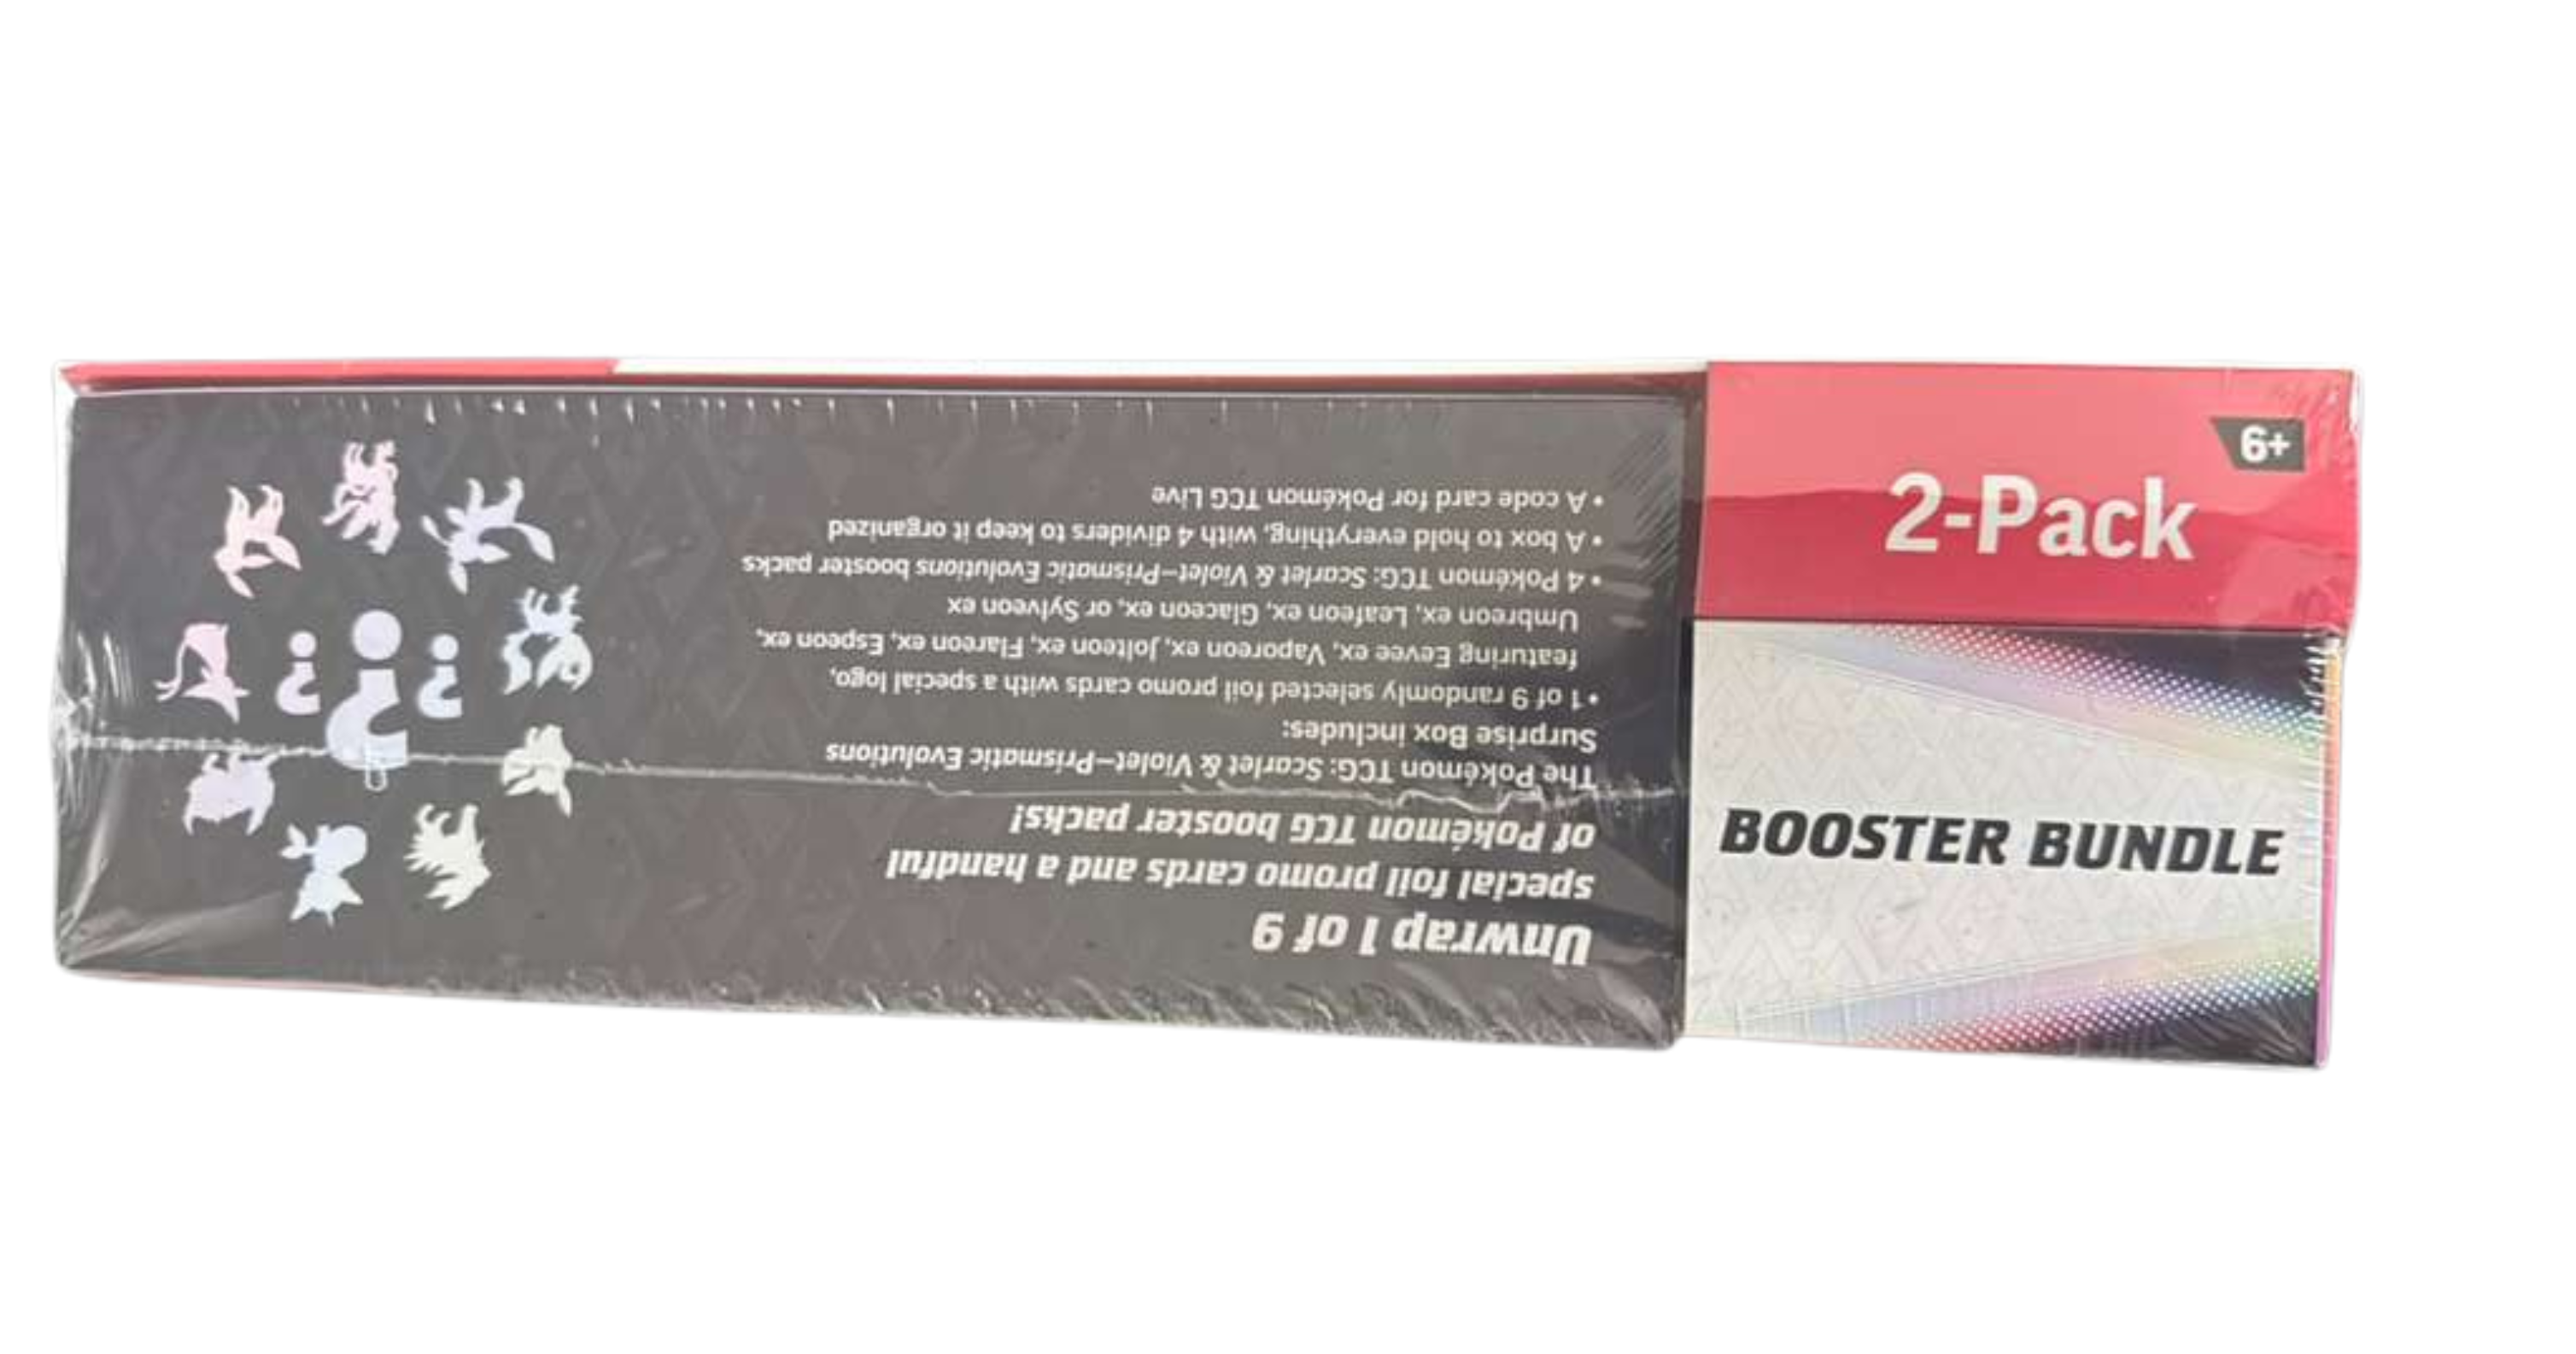 Unwrap 1 of 9
special foil promo cards and a handful
of Pokémon TCG booster packs!
The Pokémon TCG: Scarlet & Violet–Prismatic Evolutions
Surprise Box includes:
• 1 of 9 randomly selected foil promo cards with a special logo,
featuring Eevee ex, Vaporeon ex, Jolteon ex, Flareon ex, Espeon ex,
Umbreon ex, Leafeon ex, Glaceon ex, or Sylveon ex
• 4 Pokémon TCG: Scarlet & Violet–Prismatic Evolutions booster packs
• A box to hold everything, with 4 dividers to keep it organized
• A code card for Pokémon TCG Live
???
6+
2-Pack
BOOSTER BUNDLE